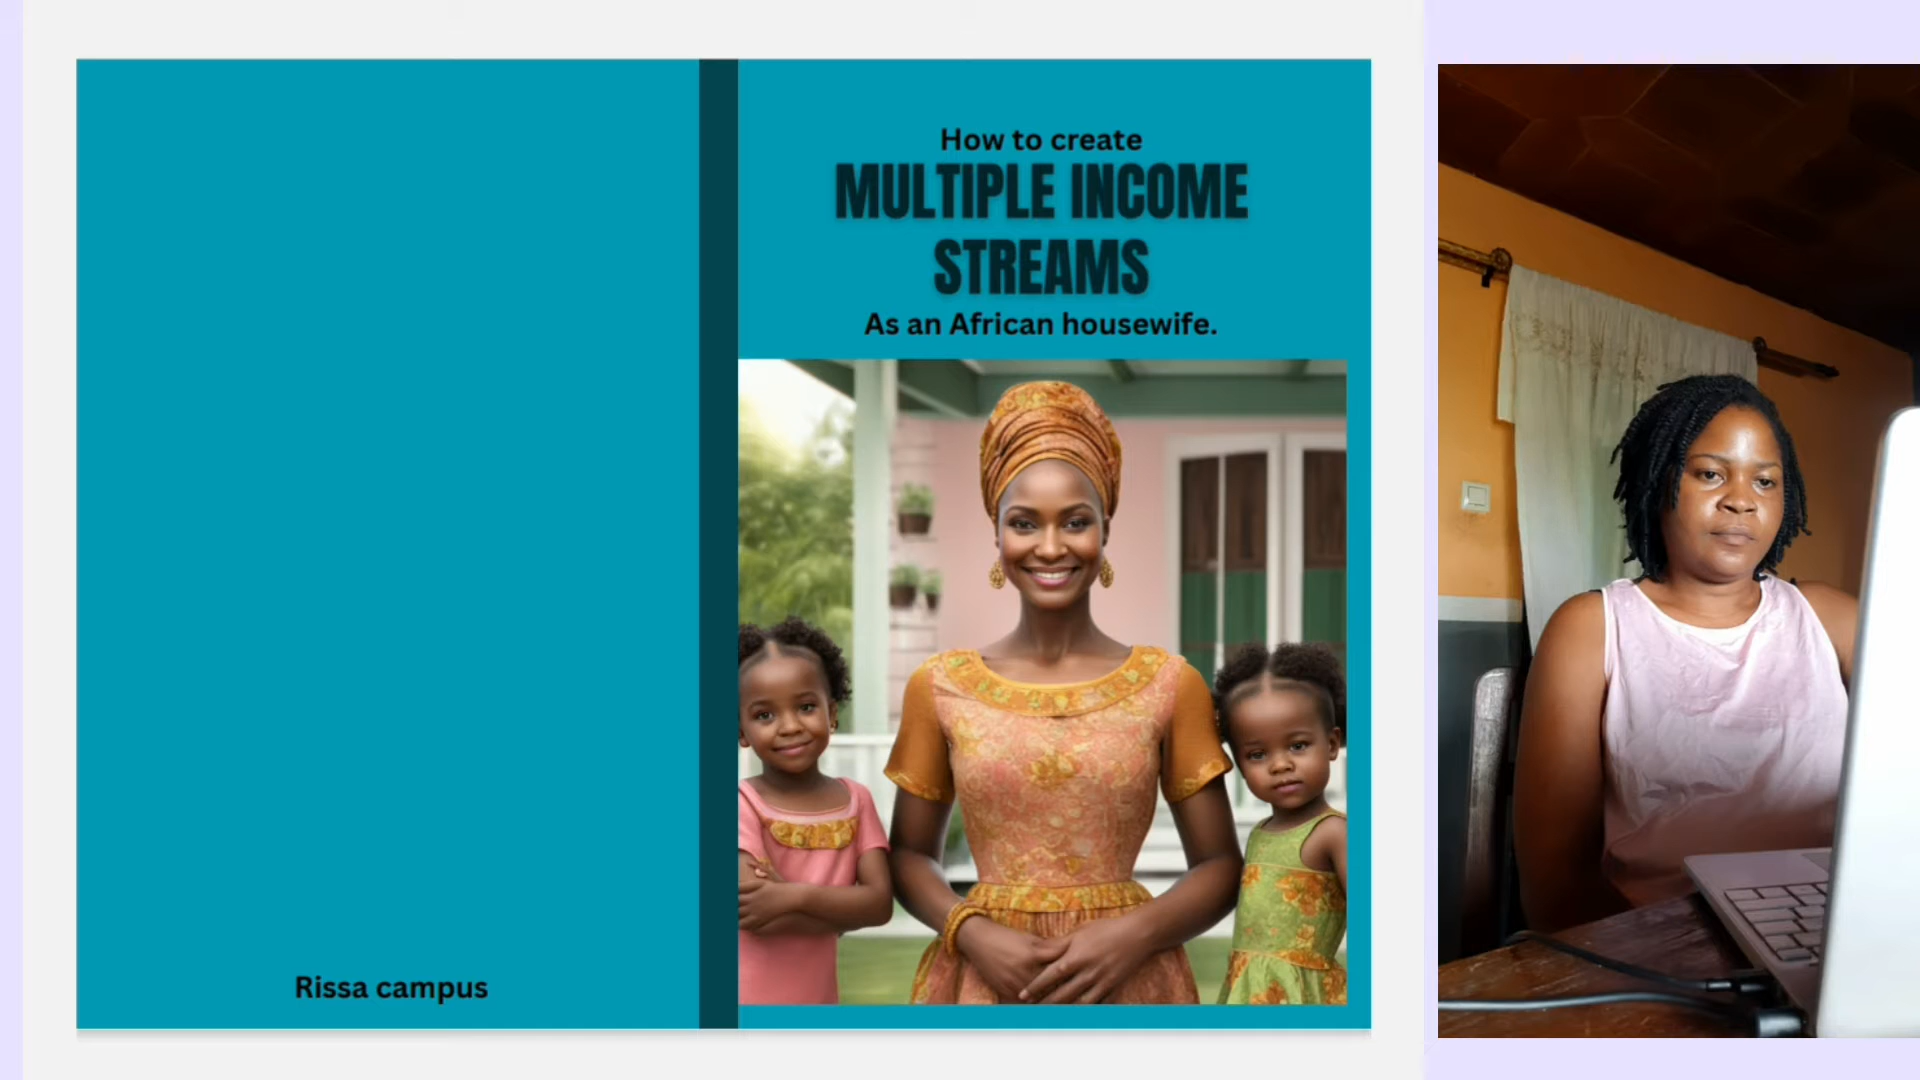 How to create
MULTIPLE INCOME
STREAMS
As an African housewife.
Rissa campus